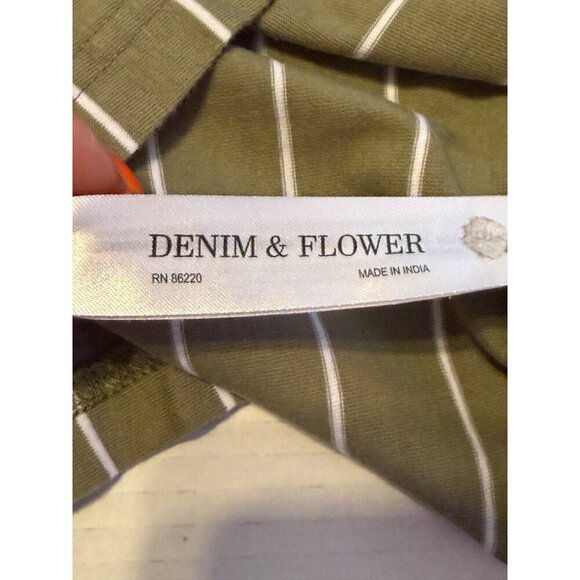 DENIM & FLOWER
RN 86220 MADE IN INDIA